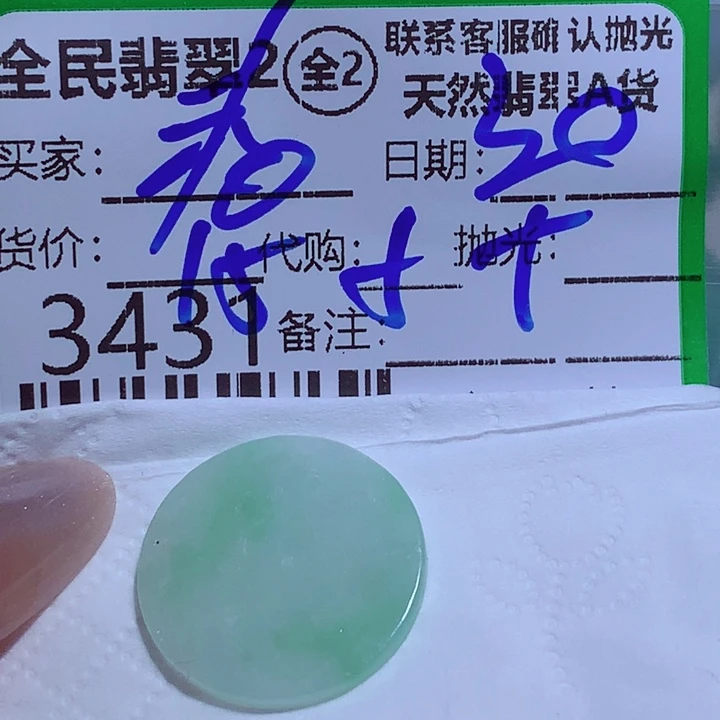 全民翡翠2 全2
联系客服确认抛光
天然翡翠A货
买家：
日期：30
货价：
代购：
抛光：
3431
备注：